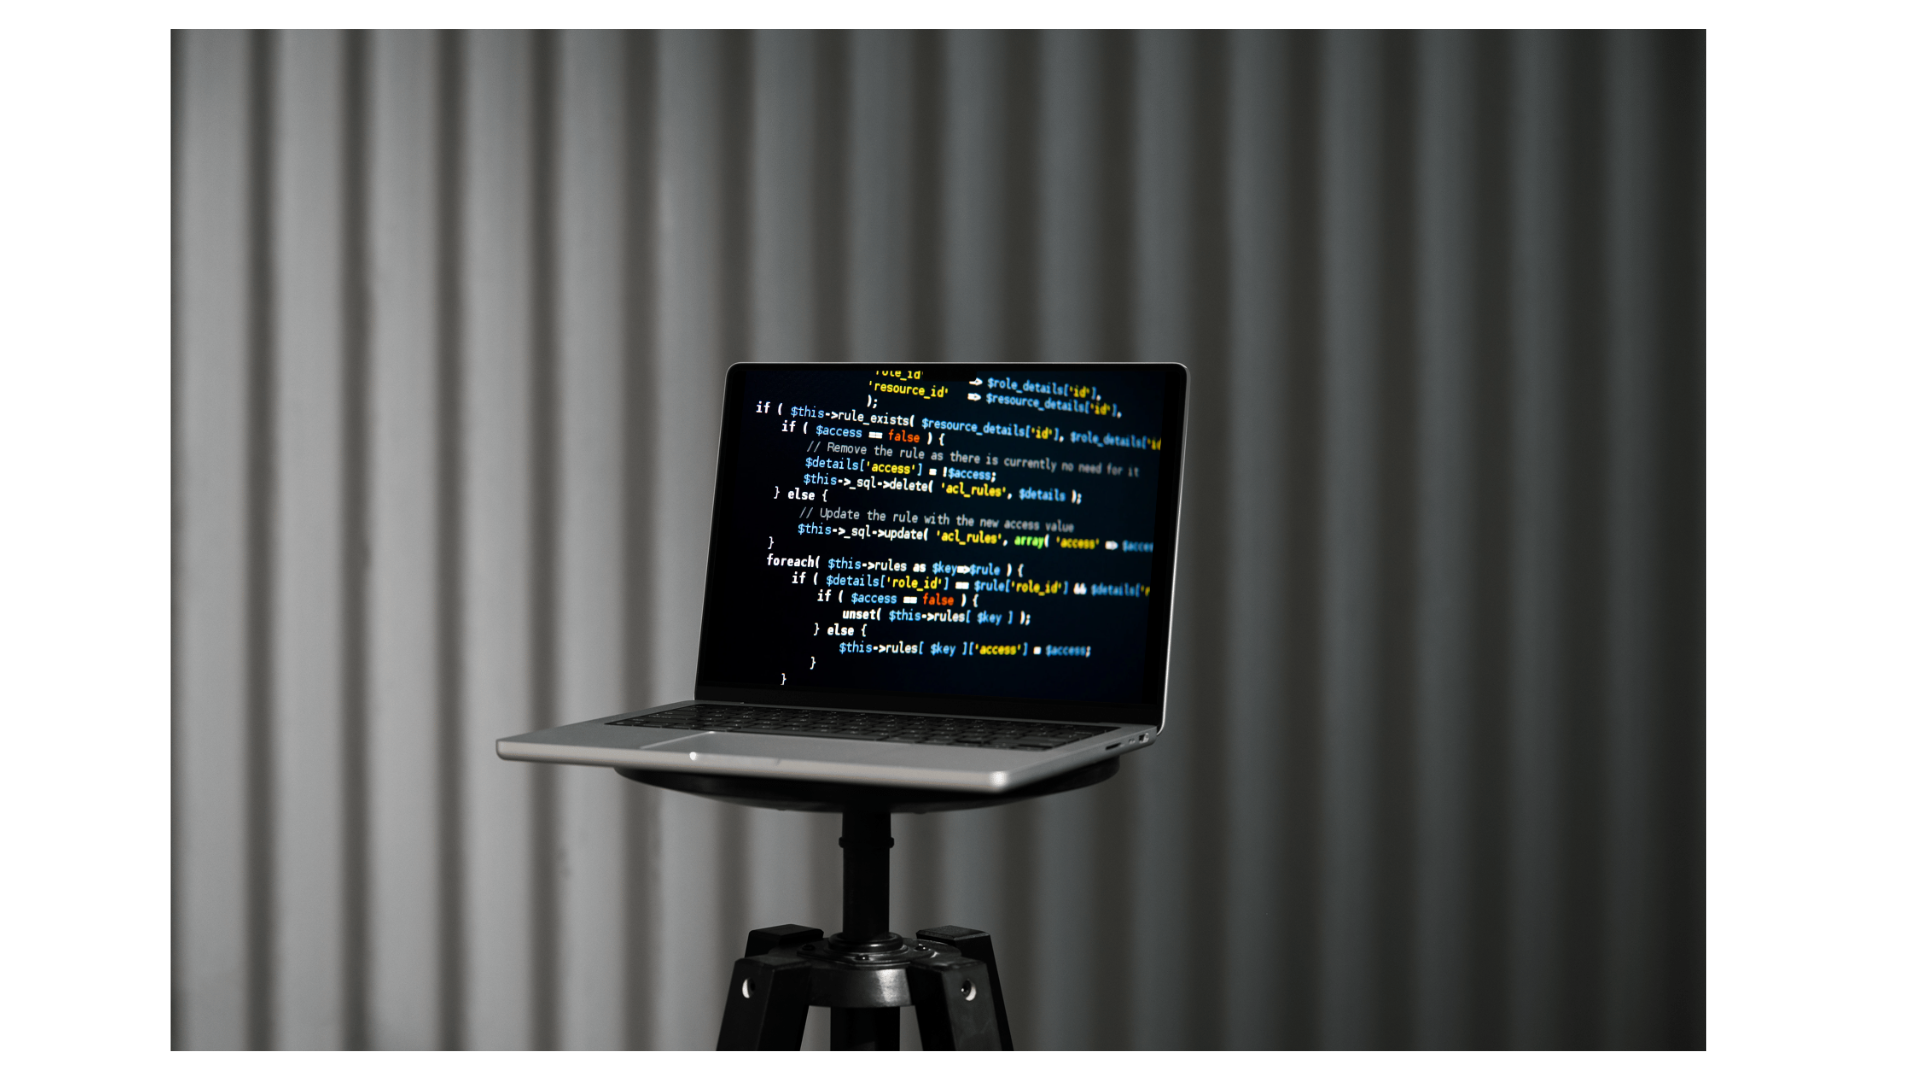 'role_id' => $role_details['id'],
'resource_id' => $resource_details['id'],
);
if ( $this->rule_exists( $resource_details['id'], $role_details['id
if ( $access == false ) {
// Remove the rule as there is currently no need for it
$details['access'] = !$access;
$this->_sql->delete( 'acl_rules', $details );
} else {
// Update the rule with the new access value
$this->_sql->update( 'acl_rules', array( 'access' => $acces
}
foreach( $this->rules as $key=>$rule ) {
if ( $details['role_id'] == $rule['role_id'] && $details['r
if ( $access == false ) {
unset( $this->rules[ $key ] );
} else {
$this->rules[ $key ]['access'] = $access;
}
}